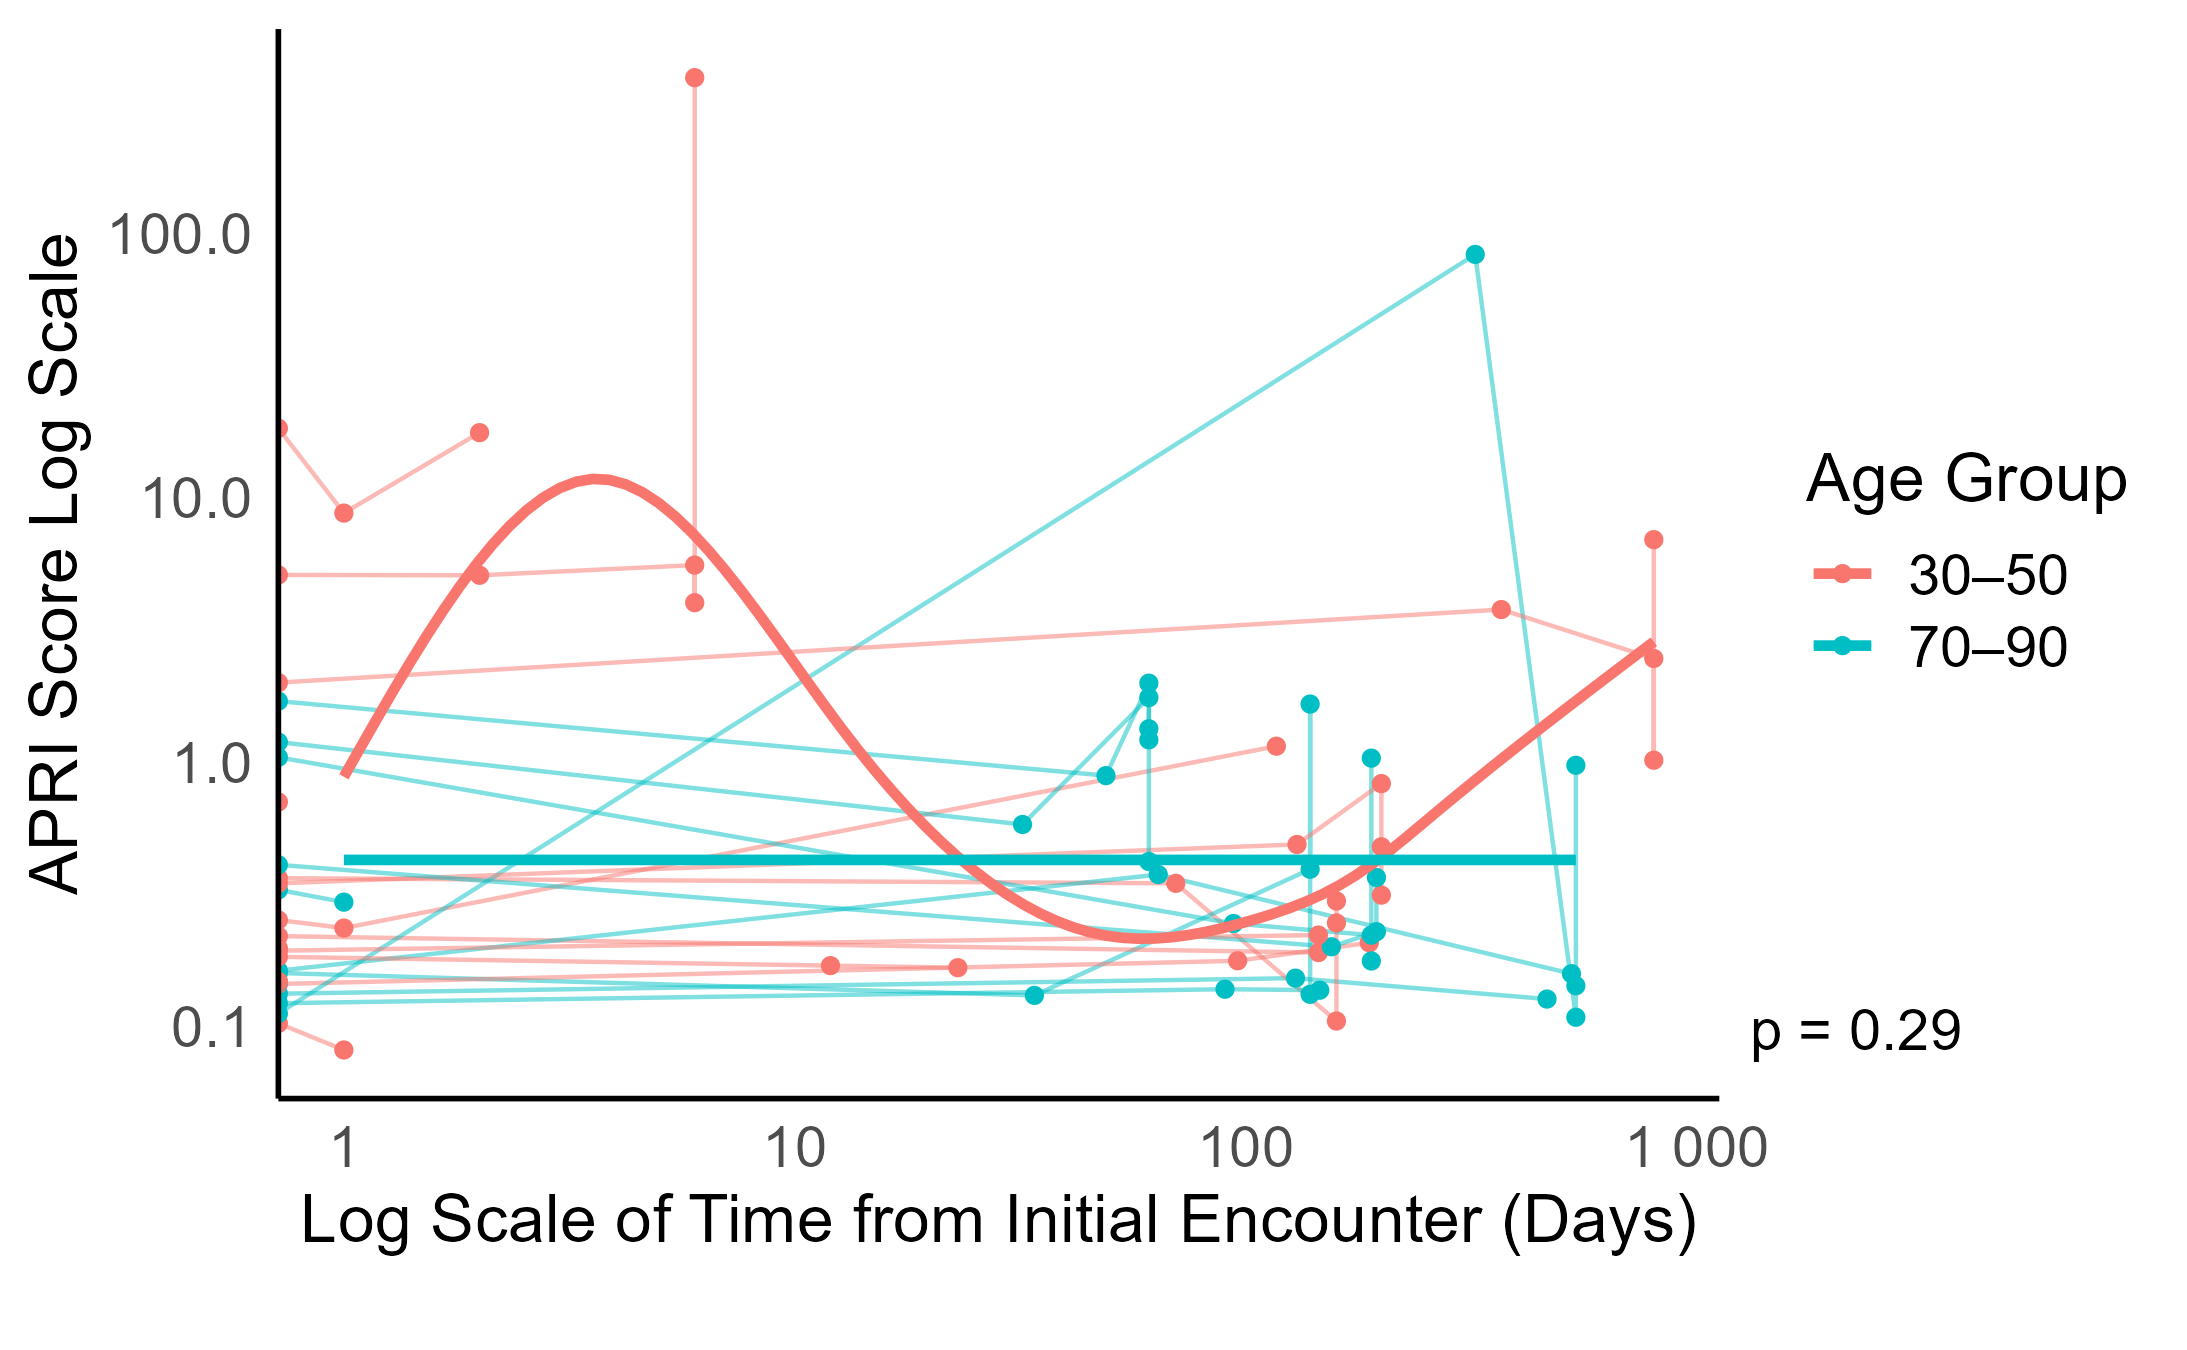 APRI Score Log Scale
100.0
10.0
1.0
0.1
1
10
100
1 000
Log Scale of Time from Initial Encounter (Days)
Age Group
30–50
70–90
p = 0.29